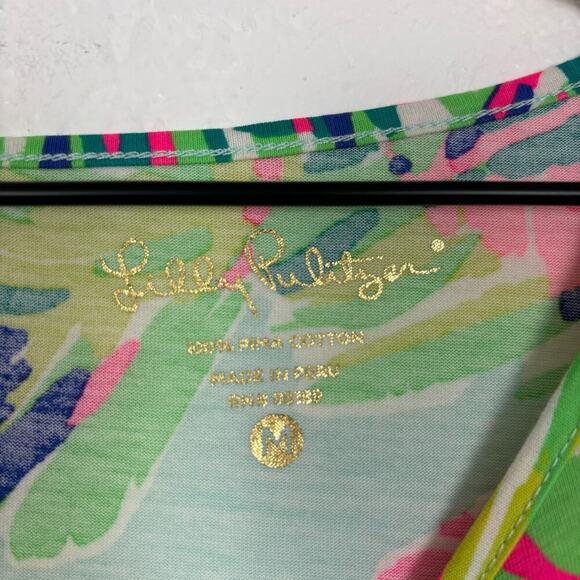 Lilly Pulitzer®
100% PIMA COTTON
MADE IN PERU
M